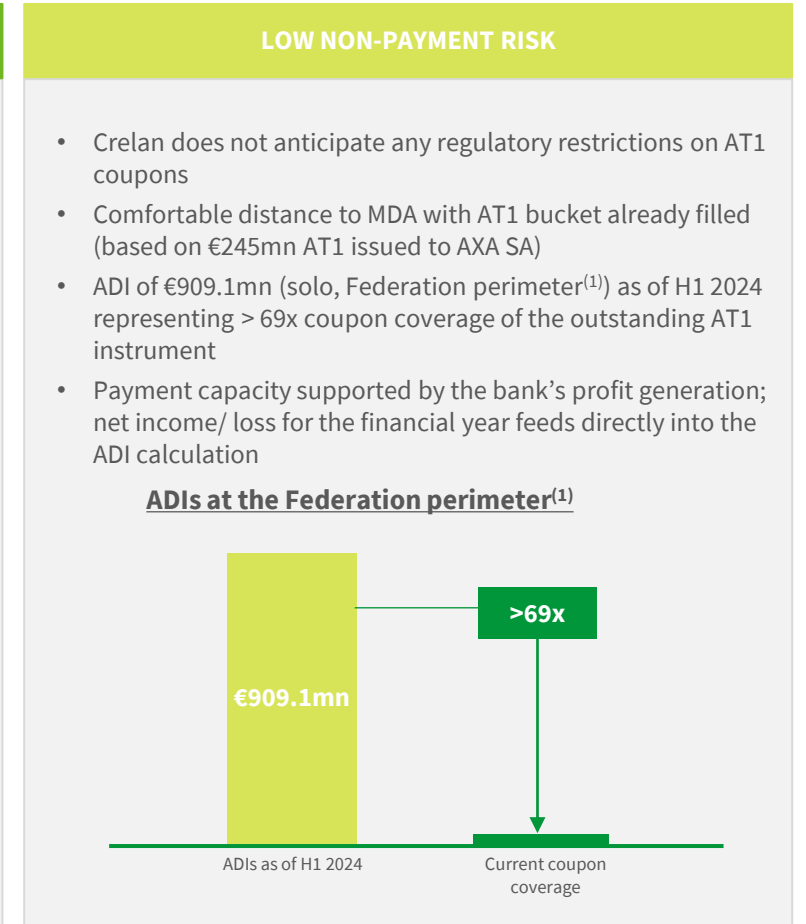 LOW NON-PAYMENT RISK
• Crelan does not anticipate any regulatory restrictions on AT1
coupons
• Comfortable distance to MDA with AT1 bucket already filled
(based on €245mn AT1 issued to AXA SA)
• ADI of €909.1mn (solo, Federation perimeter(1)) as of H1 2024
representing > 69x coupon coverage of the outstanding AT1
instrument
• Payment capacity supported by the bank's profit generation;
net income/ loss for the financial year feeds directly into the
ADI calculation
ADIs at the Federation perimeter(1)
>69x
€909.1mn
ADIs as of H1 2024
Current coupon
coverage